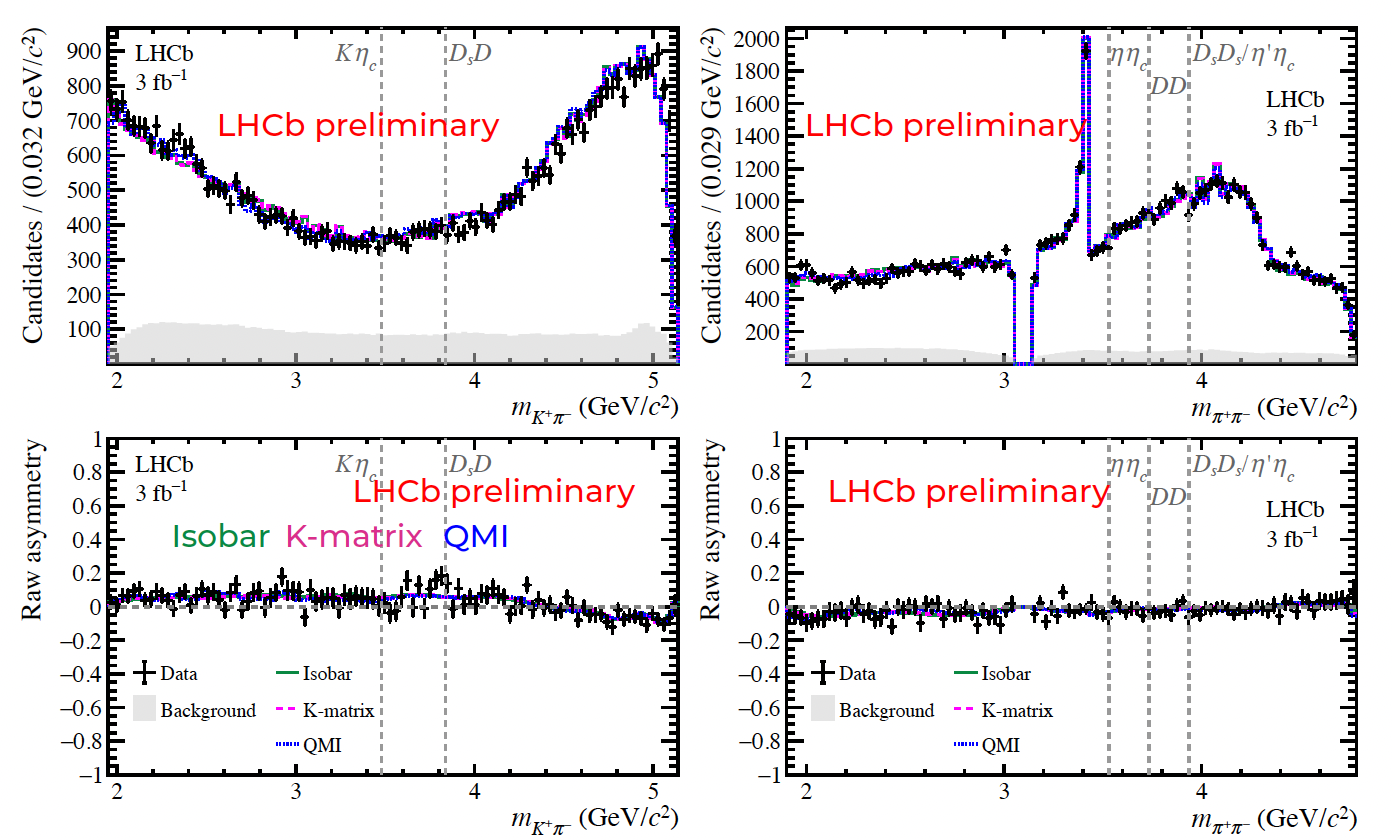 Candidates / (0.032 GeV/c²)
900
800
700
600
500
400
300
200
100
LHCb
3 fb⁻¹
Kη_c
D_sD
LHCb preliminary
2
3
4
5
m_K⁺π⁻ (GeV/c²)
Candidates / (0.029 GeV/c²)
2000
1800
1600
1400
1200
1000
800
600
400
200
ηη_c
DD
D_sD_s/η'η_c
LHCb preliminary
LHCb
3 fb⁻¹
2
3
4
m_π⁺π⁻ (GeV/c²)
Raw asymmetry
1
0.8
0.6
0.4
0.2
0
−0.2
−0.4
−0.6
−0.8
−1
LHCb
3 fb⁻¹
Kη_c
D_sD
LHCb preliminary
Isobar K-matrix QMI
Data
Isobar
Background
K-matrix
QMI
2
3
4
5
m_K⁺π⁻ (GeV/c²)
Raw asymmetry
1
0.8
0.6
0.4
0.2
0
−0.2
−0.4
−0.6
−0.8
−1
ηη_c
DD
D_sD_s/η'η_c
LHCb preliminary
LHCb
3 fb⁻¹
Data
Isobar
Background
K-matrix
QMI
2
3
4
m_π⁺π⁻ (GeV/c²)